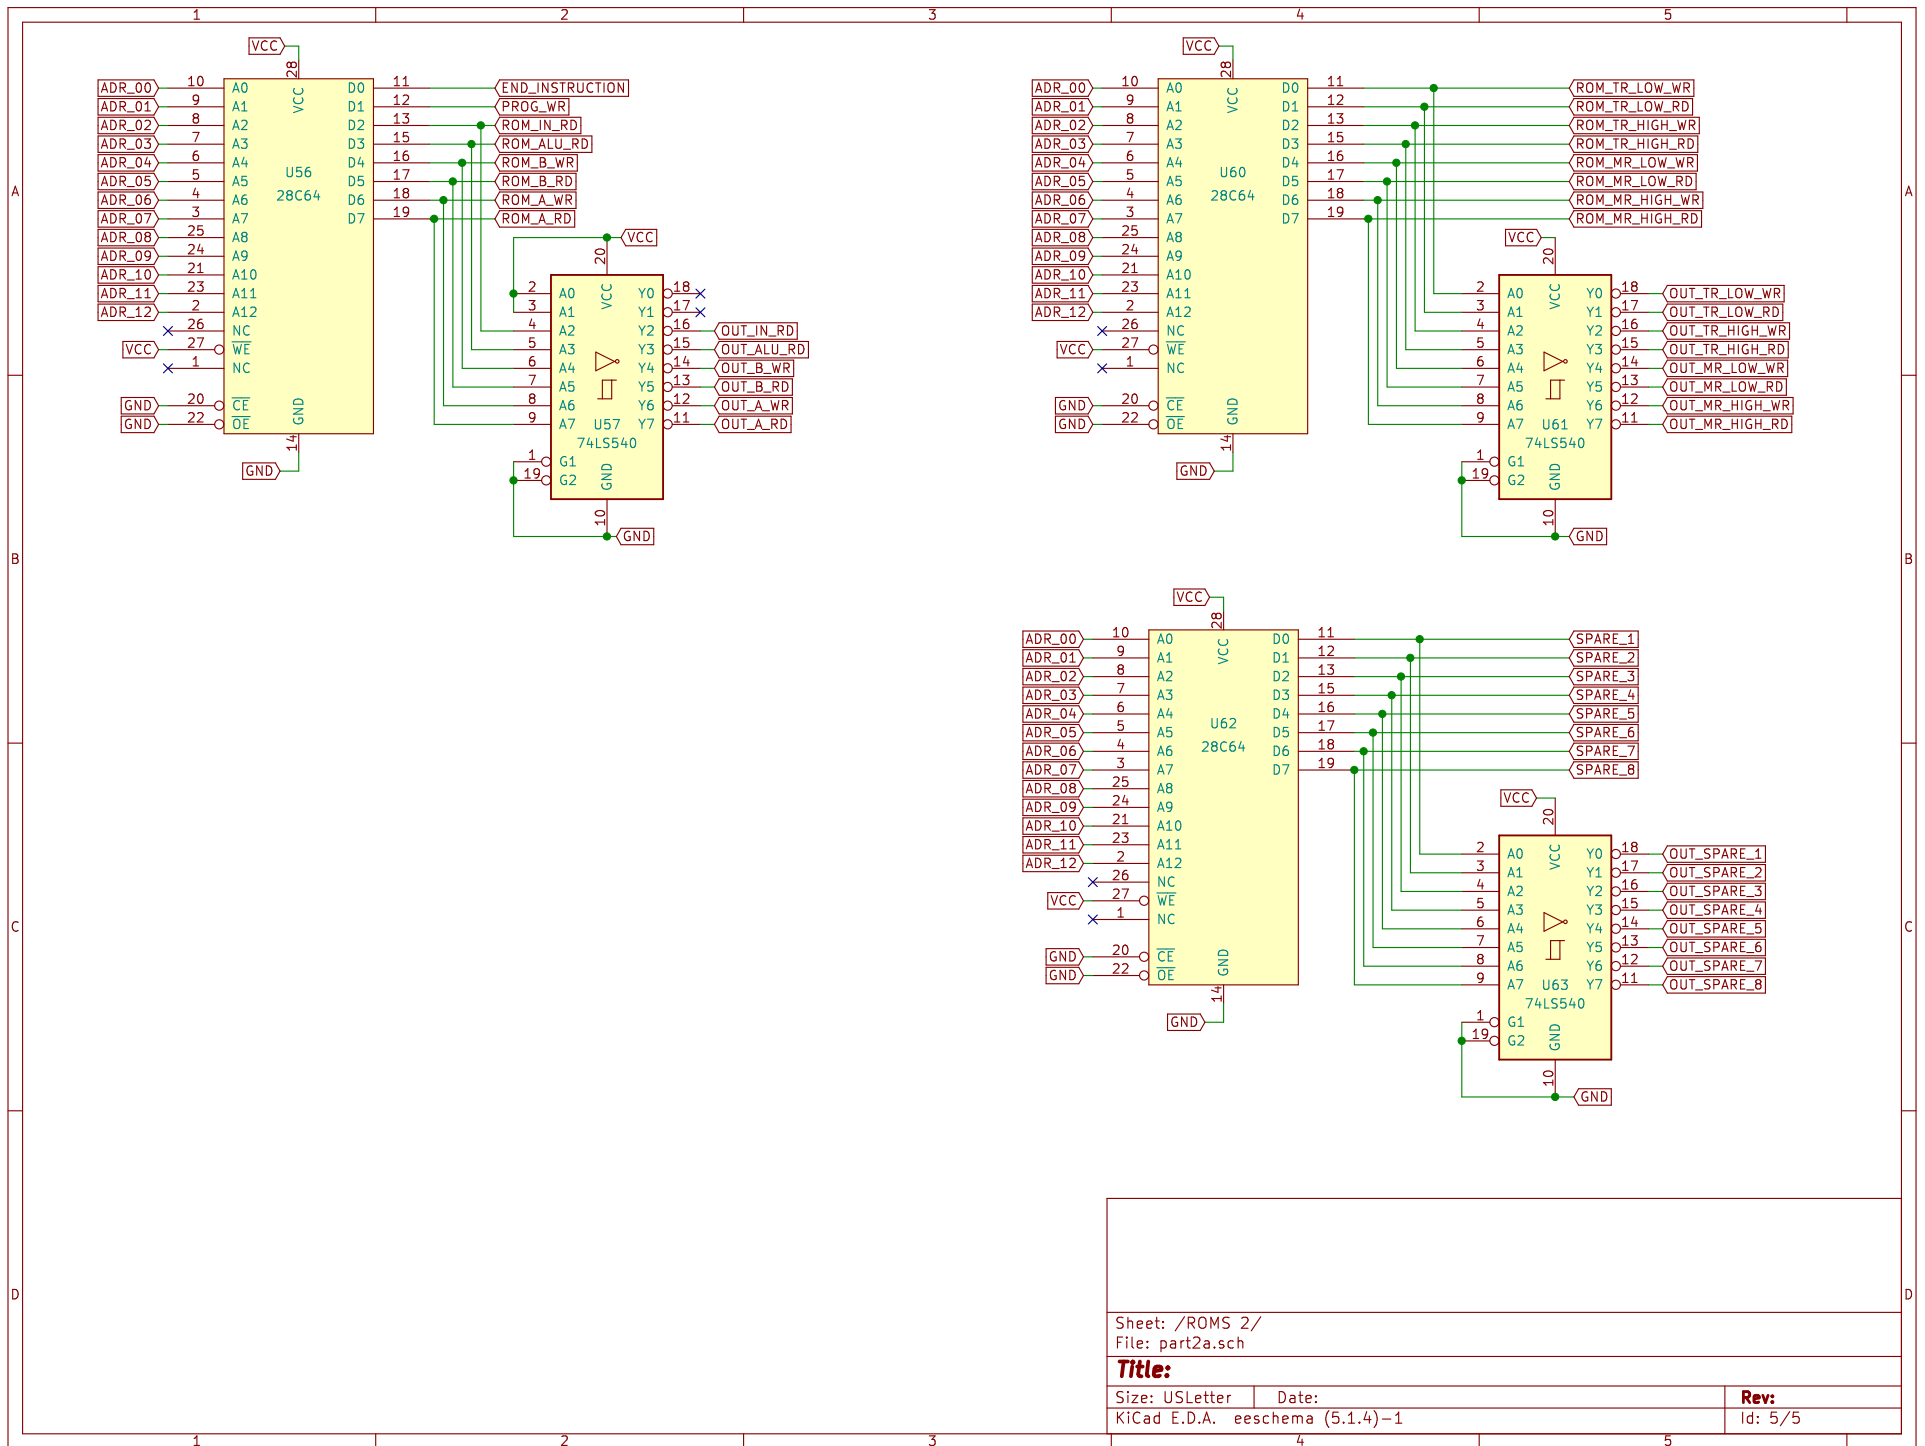 1 2 3 4 5
A B C D
VCC
28
ADR_00 10 A0 VCC D0 11 END_INSTRUCTION
ADR_01 9 A1 D1 12 PROG_WR
ADR_02 8 A2 D2 13 ROM_IN_RD
ADR_03 7 A3 D3 15 ROM_ALU_RD
ADR_04 6 A4 D4 16 ROM_B_WR
U56
ADR_05 5 A5 D5 17 ROM_B_RD
28C64
ADR_06 4 A6 D6 18 ROM_A_WR
ADR_07 3 A7 D7 19 ROM_A_RD
ADR_08 25 A8
ADR_09 24 A9
ADR_10 21 A10
ADR_11 23 A11
ADR_12 2 A12
26 NC
VCC 27 WE
1 NC
GND 20 CE
GND 22 OE
GND
14
GND
VCC
20
2 A0 VCC Y0 18
3 A1 Y1 17
4 A2 Y2 16 OUT_IN_RD
5 A3 Y3 15 OUT_ALU_RD
6 A4 Y4 14 OUT_B_WR
7 A5 Y5 13 OUT_B_RD
8 A6 Y6 12 OUT_A_WR
9 A7 U57 Y7 11 OUT_A_RD
74LS540
1 G1
19 G2 GND
10
GND
VCC
28
ADR_00 10 A0 VCC D0 11 ROM_TR_LOW_WR
ADR_01 9 A1 D1 12 ROM_TR_LOW_RD
ADR_02 8 A2 D2 13 ROM_TR_HIGH_WR
ADR_03 7 A3 D3 15 ROM_TR_HIGH_RD
ADR_04 6 A4 D4 16 ROM_MR_LOW_WR
U60
ADR_05 5 A5 D5 17 ROM_MR_LOW_RD
28C64
ADR_06 4 A6 D6 18 ROM_MR_HIGH_WR
ADR_07 3 A7 D7 19 ROM_MR_HIGH_RD
ADR_08 25 A8
ADR_09 24 A9
ADR_10 21 A10
ADR_11 23 A11
ADR_12 2 A12
26 NC
VCC 27 WE
1 NC
GND 20 CE
GND 22 OE
GND
14
GND
VCC
20
2 A0 VCC Y0 18 OUT_TR_LOW_WR
3 A1 Y1 17 OUT_TR_LOW_RD
4 A2 Y2 16 OUT_TR_HIGH_WR
5 A3 Y3 15 OUT_TR_HIGH_RD
6 A4 Y4 14 OUT_MR_LOW_WR
7 A5 Y5 13 OUT_MR_LOW_RD
8 A6 Y6 12 OUT_MR_HIGH_WR
9 A7 U61 Y7 11 OUT_MR_HIGH_RD
74LS540
1 G1
19 G2 GND
10
GND
VCC
28
ADR_00 10 A0 VCC D0 11 SPARE_1
ADR_01 9 A1 D1 12 SPARE_2
ADR_02 8 A2 D2 13 SPARE_3
ADR_03 7 A3 D3 15 SPARE_4
ADR_04 6 A4 D4 16 SPARE_5
U62
ADR_05 5 A5 D5 17 SPARE_6
28C64
ADR_06 4 A6 D6 18 SPARE_7
ADR_07 3 A7 D7 19 SPARE_8
ADR_08 25 A8
ADR_09 24 A9
ADR_10 21 A10
ADR_11 23 A11
ADR_12 2 A12
26 NC
VCC 27 WE
1 NC
GND 20 CE
GND 22 OE
GND
14
GND
VCC
20
2 A0 VCC Y0 18 OUT_SPARE_1
3 A1 Y1 17 OUT_SPARE_2
4 A2 Y2 16 OUT_SPARE_3
5 A3 Y3 15 OUT_SPARE_4
6 A4 Y4 14 OUT_SPARE_5
7 A5 Y5 13 OUT_SPARE_6
8 A6 Y6 12 OUT_SPARE_7
9 A7 U63 Y7 11 OUT_SPARE_8
74LS540
1 G1
19 G2 GND
10
GND
A B C D
Sheet: /ROMS 2/
File: part2a.sch
Title:
Size: USLetter Date: Rev:
KiCad E.D.A. eeschema (5.1.4)-1 Id: 5/5
1 2 3 4 5